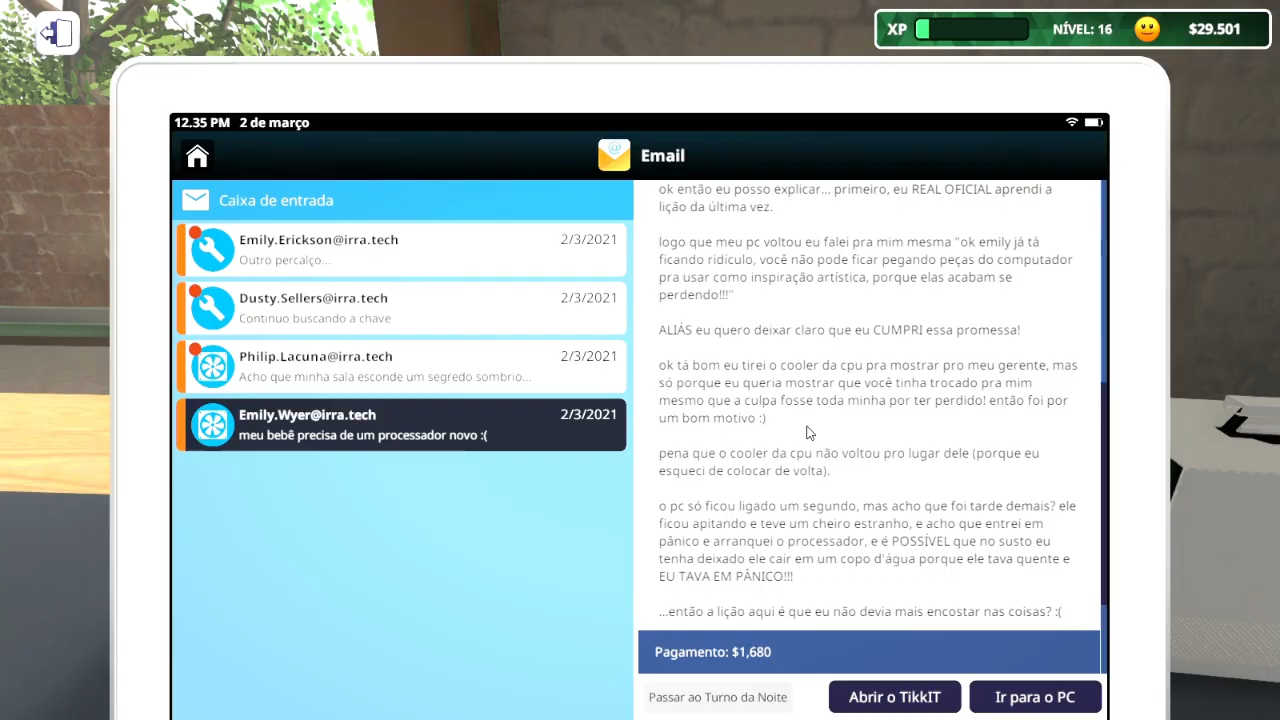 XP
NÍVEL: 16
$29.501
12.35 PM 2 de março
Email
Caixa de entrada
Emily.Erickson@irra.tech 2/3/2021
Outro percalço...
Dusty.Sellers@irra.tech 2/3/2021
Continuo buscando a chave
Philip.Lacuna@irra.tech 2/3/2021
Acho que minha sala esconde um segredo sombrio...
Emily.Wyer@irra.tech 2/3/2021
meu bebê precisa de um processador novo :(
ok então eu posso explicar... primeiro, eu REAL OFICIAL aprendi a
lição da última vez.
logo que meu pc voltou eu falei pra mim mesma "ok emily já tá
ficando ridículo, você não pode ficar pegando peças do computador
pra usar como inspiração artística, porque elas acabam se
perdendo!!!"
ALIÁS eu quero deixar claro que eu CUMPRI essa promessa!
ok tá bom eu tirei o cooler da cpu pra mostrar pro meu gerente, mas
só porque eu queria mostrar que você tinha trocado pra mim
mesmo que a culpa fosse toda minha por ter perdido! então foi por
um bom motivo :)
pena que o cooler da cpu não voltou pro lugar dele (porque eu
esqueci de colocar de volta).
o pc só ficou ligado um segundo, mas acho que foi tarde demais? ele
ficou apitando e teve um cheiro estranho, e acho que entrei em
pânico e arranquei o processador, e é POSSÍVEL que no susto eu
tenha deixado ele cair em um copo d'água porque ele tava quente e
EU TAVA EM PÂNICO!!!
...então a lição aqui é que eu não devia mais encostar nas coisas? :(
Pagamento: $1,680
Passar ao Turno da Noite
Abrir o TikkIT
Ir para o PC